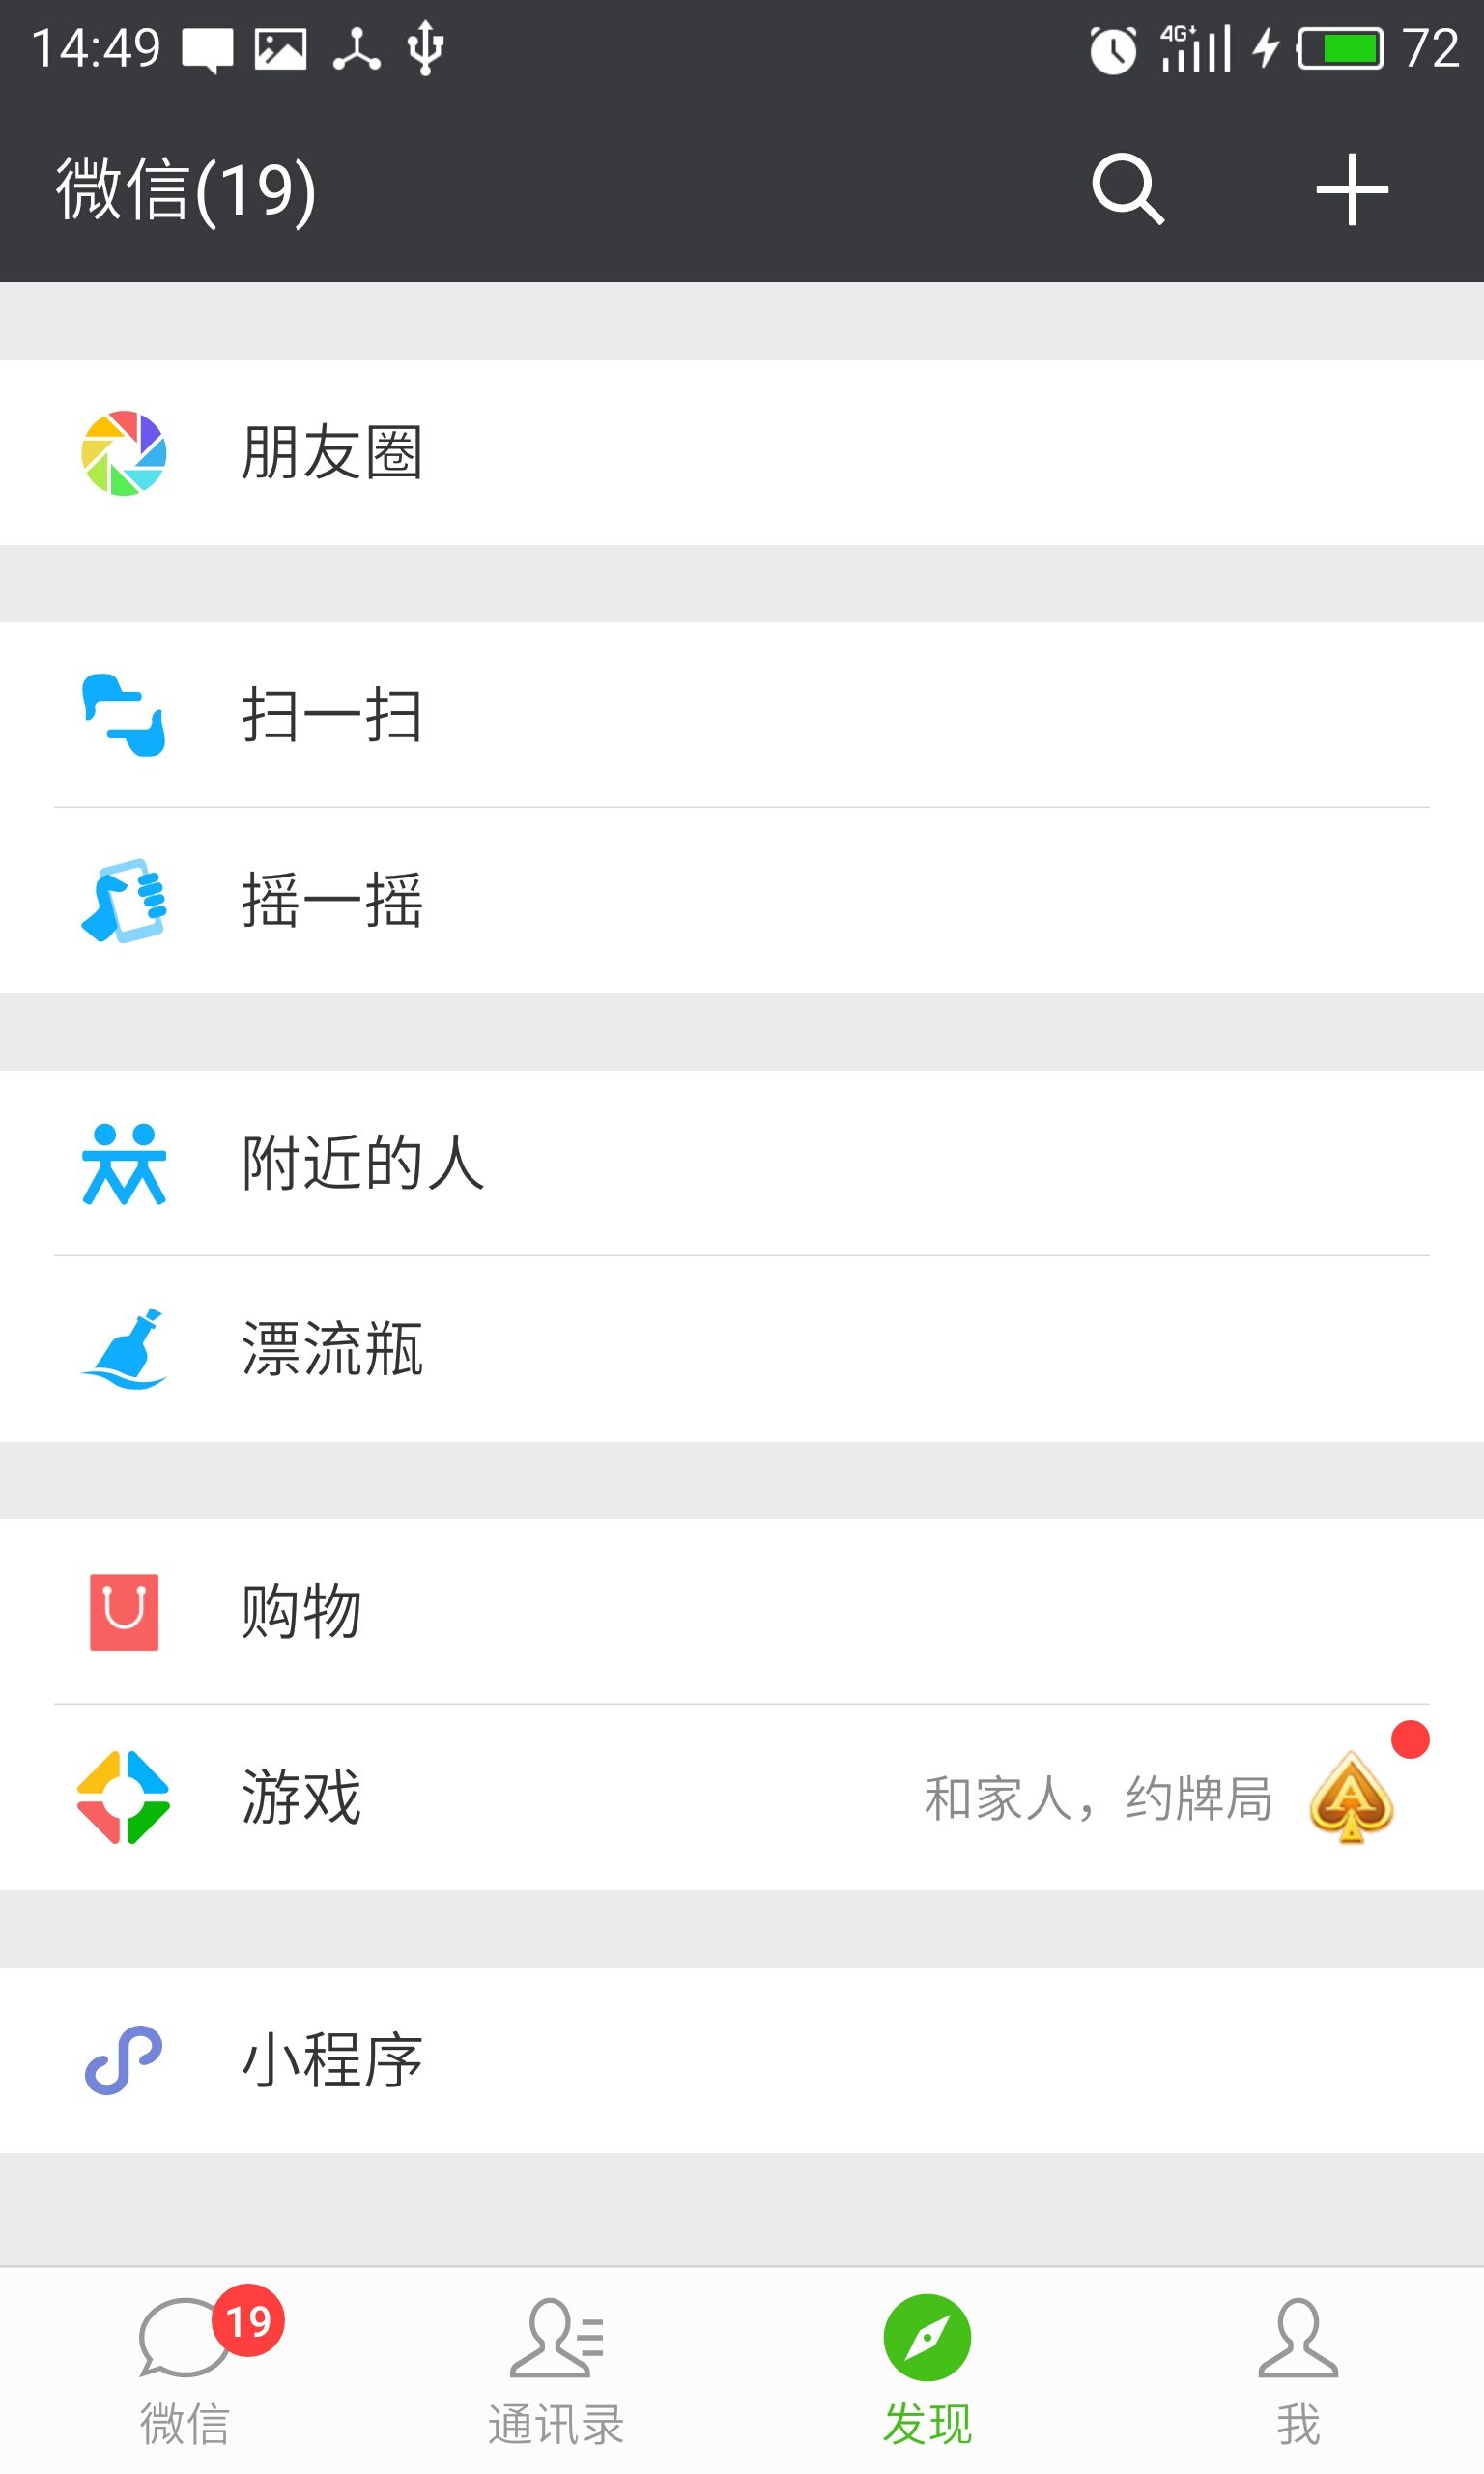 14:49 4G 72
微信(19)
朋友圈
扫一扫
摇一摇
附近的人
漂流瓶
购物
游戏 和家人，约牌局 A
小程序
19
微信 通讯录 发现 我